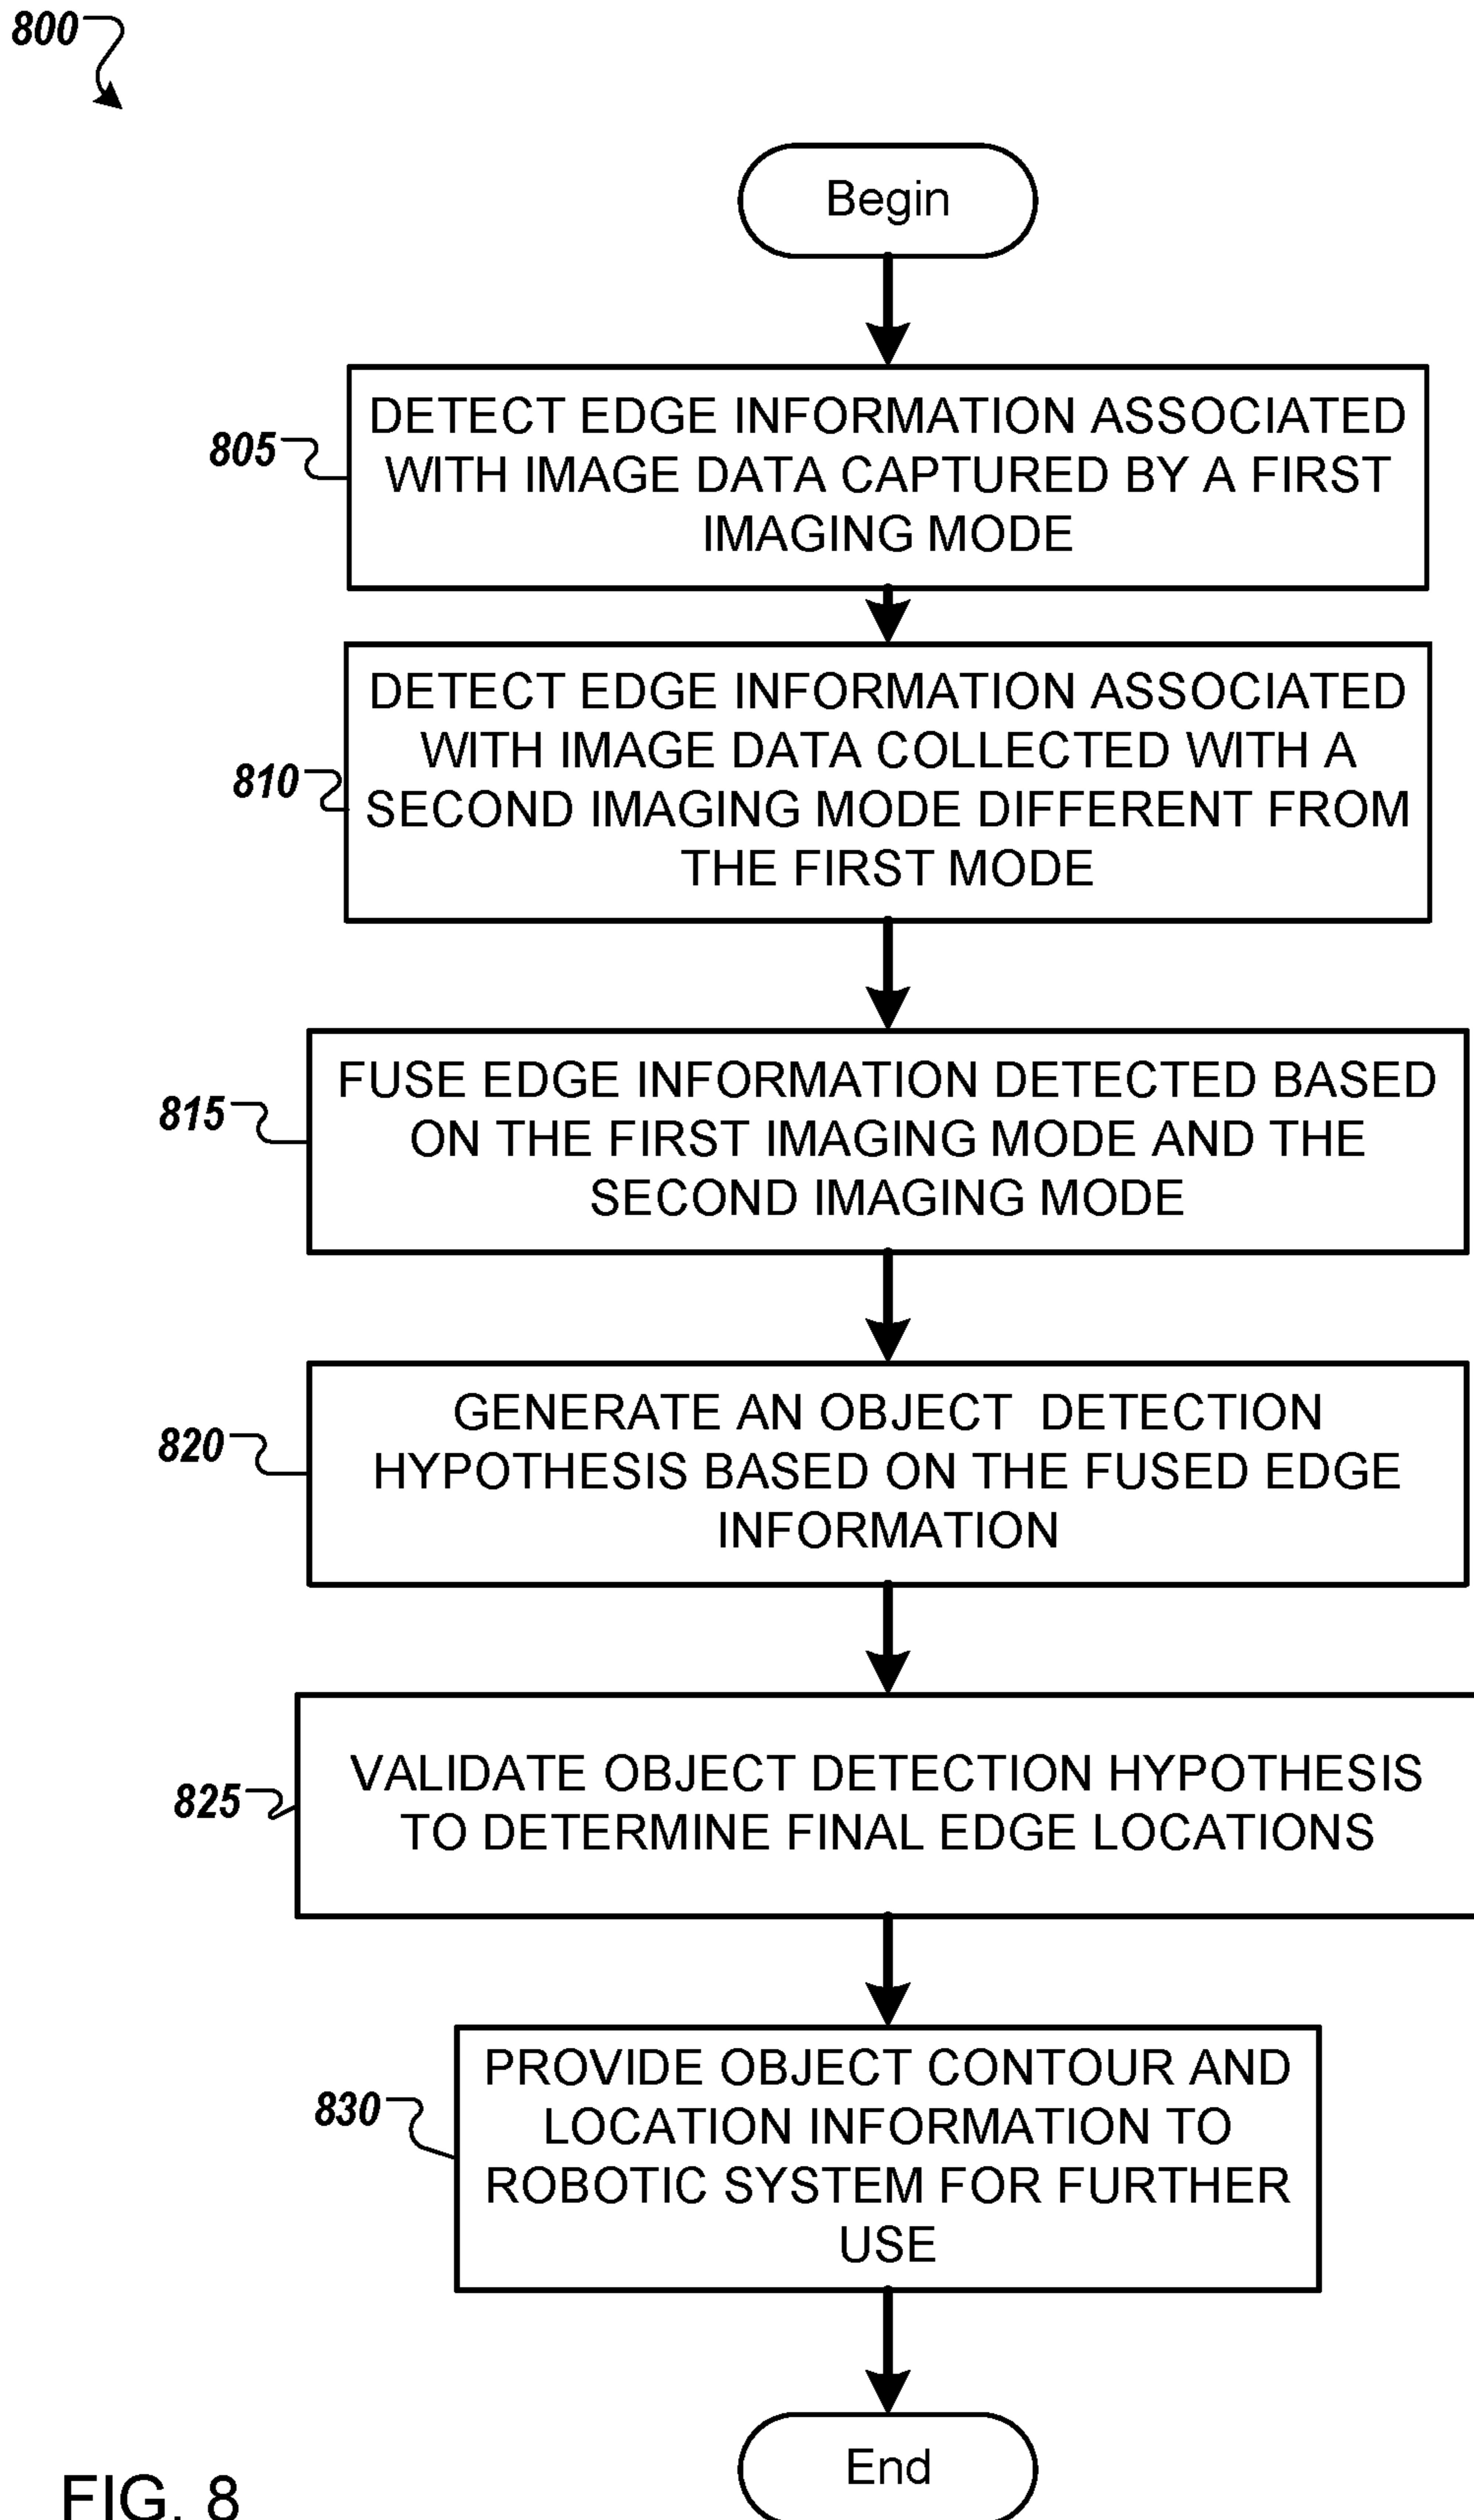 800
Begin
805
DETECT EDGE INFORMATION ASSOCIATED
WITH IMAGE DATA CAPTURED BY A FIRST
IMAGING MODE
810
DETECT EDGE INFORMATION ASSOCIATED
WITH IMAGE DATA COLLECTED WITH A
SECOND IMAGING MODE DIFFERENT FROM
THE FIRST MODE
815
FUSE EDGE INFORMATION DETECTED BASED
ON THE FIRST IMAGING MODE AND THE
SECOND IMAGING MODE
820
GENERATE AN OBJECT DETECTION
HYPOTHESIS BASED ON THE FUSED EDGE
INFORMATION
825
VALIDATE OBJECT DETECTION HYPOTHESIS
TO DETERMINE FINAL EDGE LOCATIONS
830
PROVIDE OBJECT CONTOUR AND
LOCATION INFORMATION TO
ROBOTIC SYSTEM FOR FURTHER
USE
End
FIG. 8